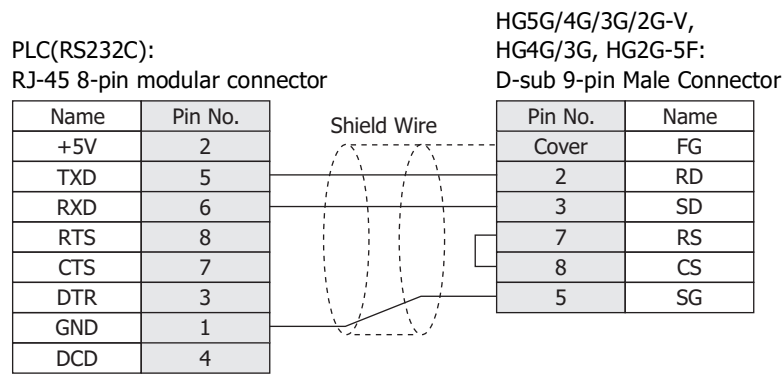 HG5G/4G/3G/2G-V,
PLC(RS232C): HG4G/3G, HG2G-5F:
RJ-45 8-pin modular connector D-sub 9-pin Male Connector
Name Pin No. Shield Wire Pin No. Name
+5V 2 Cover FG
TXD 5 2 RD
RXD 6 3 SD
RTS 8 7 RS
CTS 7 8 CS
DTR 3 5 SG
GND 1
DCD 4